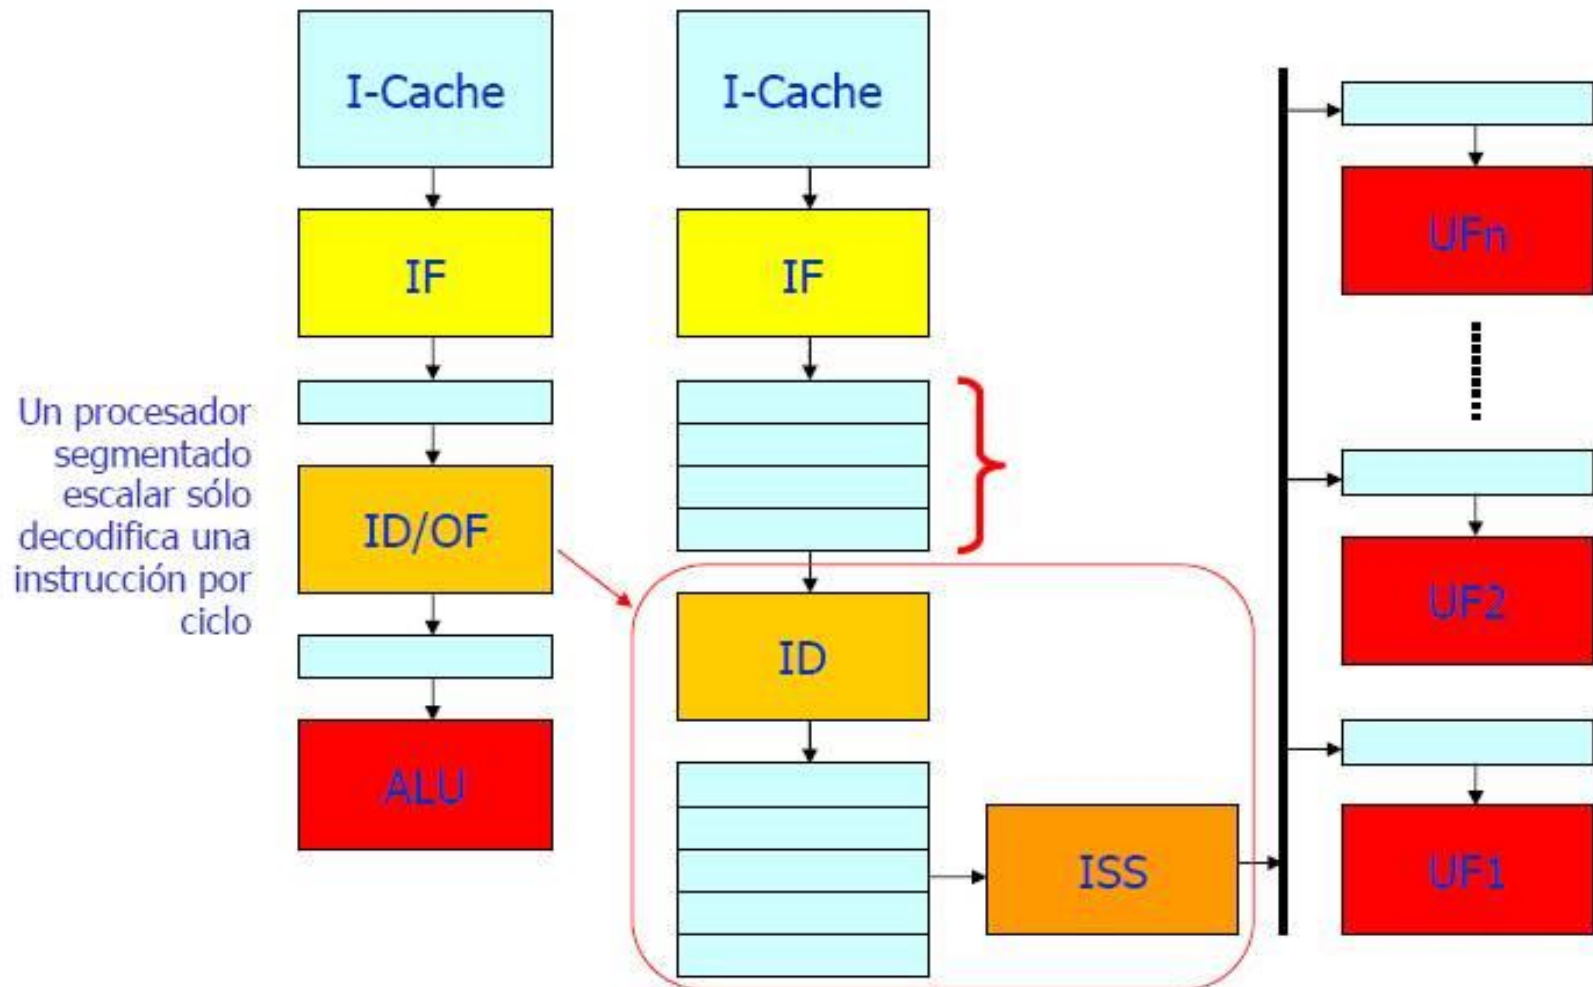 I-Cache
IF
Un procesador
segmentado
escalar sólo
decodifica una
instrucción por
ciclo
ID/OF
ALU
I-Cache
IF
ID
ISS
UFn
UF2
UF1